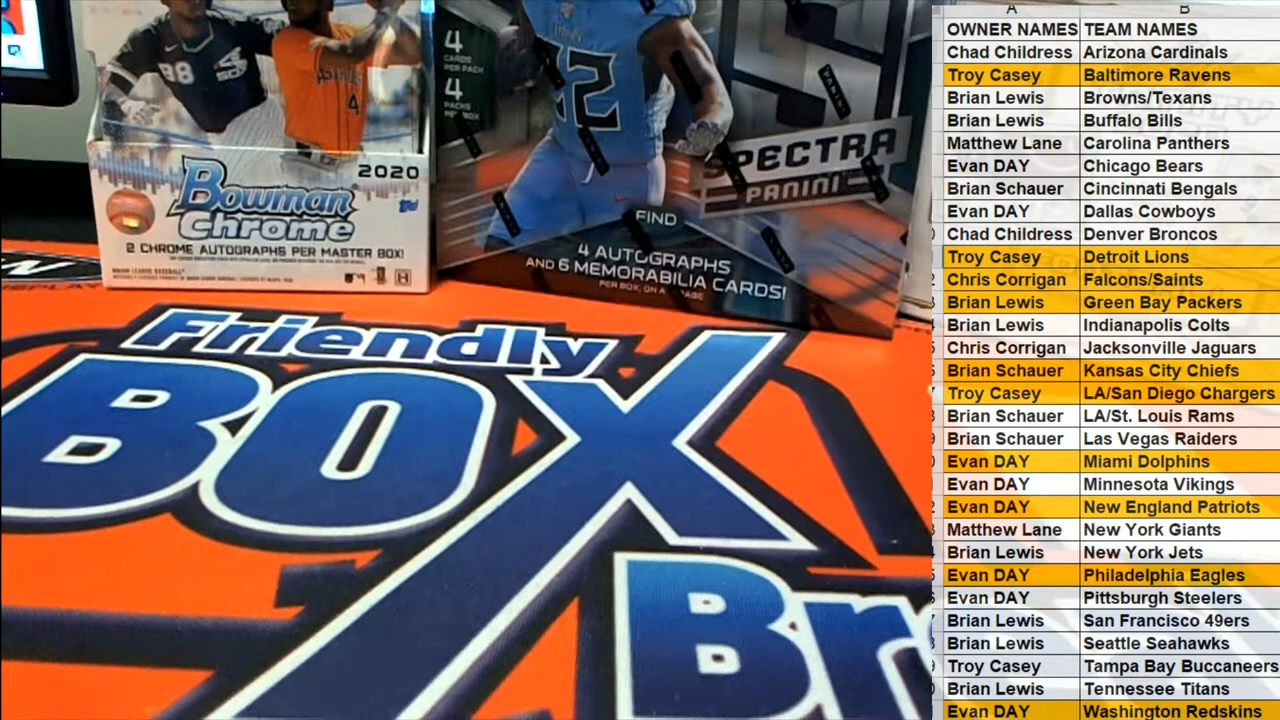 98
4
2020
Bowman
Topps
Chrome
2 CHROME AUTOGRAPHS PER MASTER BOX!
4
CARDS
PER PACK
4
PACKS
SPECTRA
PANINI
FIND
4 AUTOGRAPHS
AND 6 MEMORABILIA CARDS!
PER BOX, ON
Friendly
BOX
Br
A B
OWNER NAMES TEAM NAMES
Chad Childress Arizona Cardinals
Troy Casey Baltimore Ravens
Brian Lewis Browns/Texans
Brian Lewis Buffalo Bills
Matthew Lane Carolina Panthers
Evan DAY Chicago Bears
Brian Schauer Cincinnati Bengals
Evan DAY Dallas Cowboys
Chad Childress Denver Broncos
Troy Casey Detroit Lions
Chris Corrigan Falcons/Saints
Brian Lewis Green Bay Packers
Brian Lewis Indianapolis Colts
Chris Corrigan Jacksonville Jaguars
Brian Schauer Kansas City Chiefs
Troy Casey LA/San Diego Chargers
Brian Schauer LA/St. Louis Rams
Brian Schauer Las Vegas Raiders
Evan DAY Miami Dolphins
Evan DAY Minnesota Vikings
Evan DAY New England Patriots
Matthew Lane New York Giants
Brian Lewis New York Jets
Evan DAY Philadelphia Eagles
Evan DAY Pittsburgh Steelers
Brian Lewis San Francisco 49ers
Brian Lewis Seattle Seahawks
Troy Casey Tampa Bay Buccaneers
Brian Lewis Tennessee Titans
Evan DAY Washington Redskins